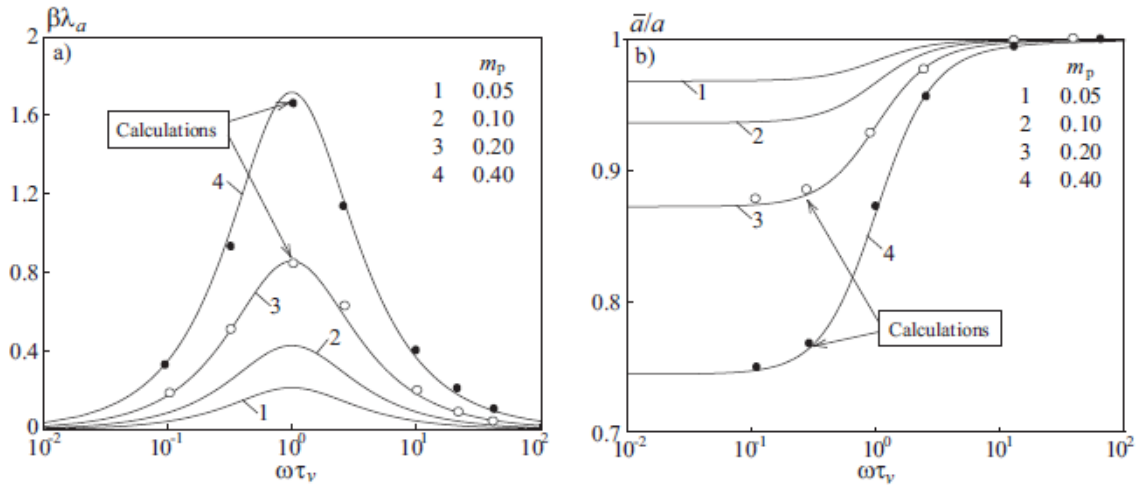 βλₐ
2
a)
mₚ
1 0.05
2 0.10
3 0.20
4 0.40
1.6
Calculations
1.2
4
0.8
3
2
0.4
1
0
10⁻² 10⁻¹ 10⁰ 10¹ 10²
ωτᵥ
a̅/a
1
b)
mₚ
1 0.05
2 0.10
3 0.20
4 0.40
1
2
0.9
3
4
0.8
Calculations
0.7
10⁻² 10⁻¹ 10⁰ 10¹ 10²
ωτᵥ